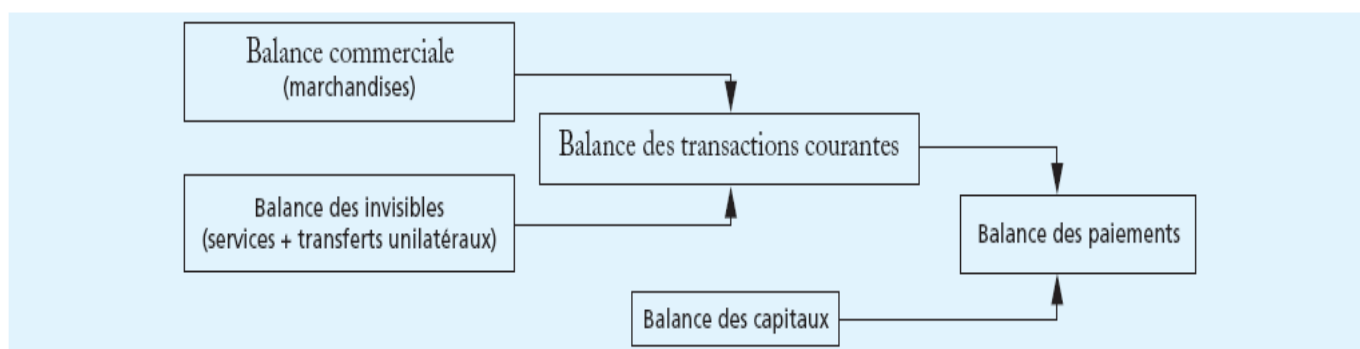 Balance commerciale
(marchandises)
Balance des transactions courantes
Balance des invisibles
(services + transferts unilatéraux)
Balance des paiements
Balance des capitaux